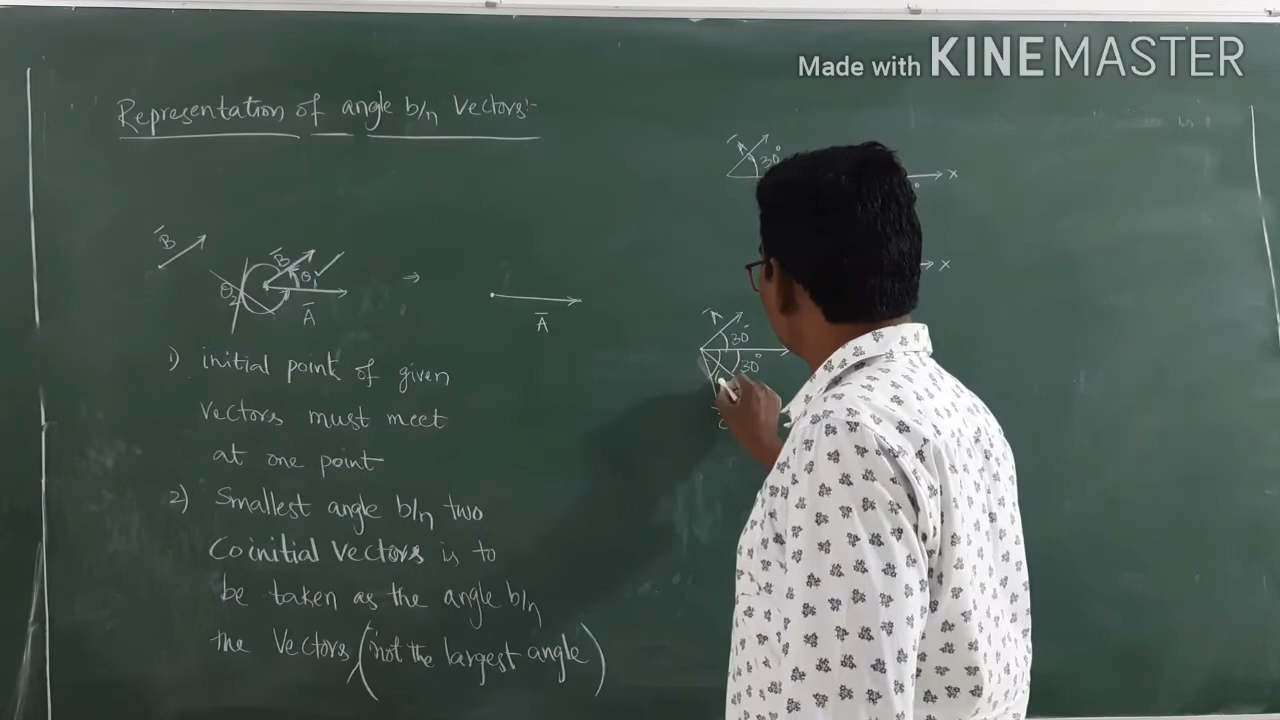 Made with KINEMASTER
Representation of angle b/n Vectors:-
A 30°
x
B
B
θ1
θ2
A
A
x
A
30°
30°
1) initial point of given
vectors must meet
at one point
2) Smallest angle b/n two
Coinitial vectors is to
be taken as the angle b/n
the Vectors (not the largest angle)